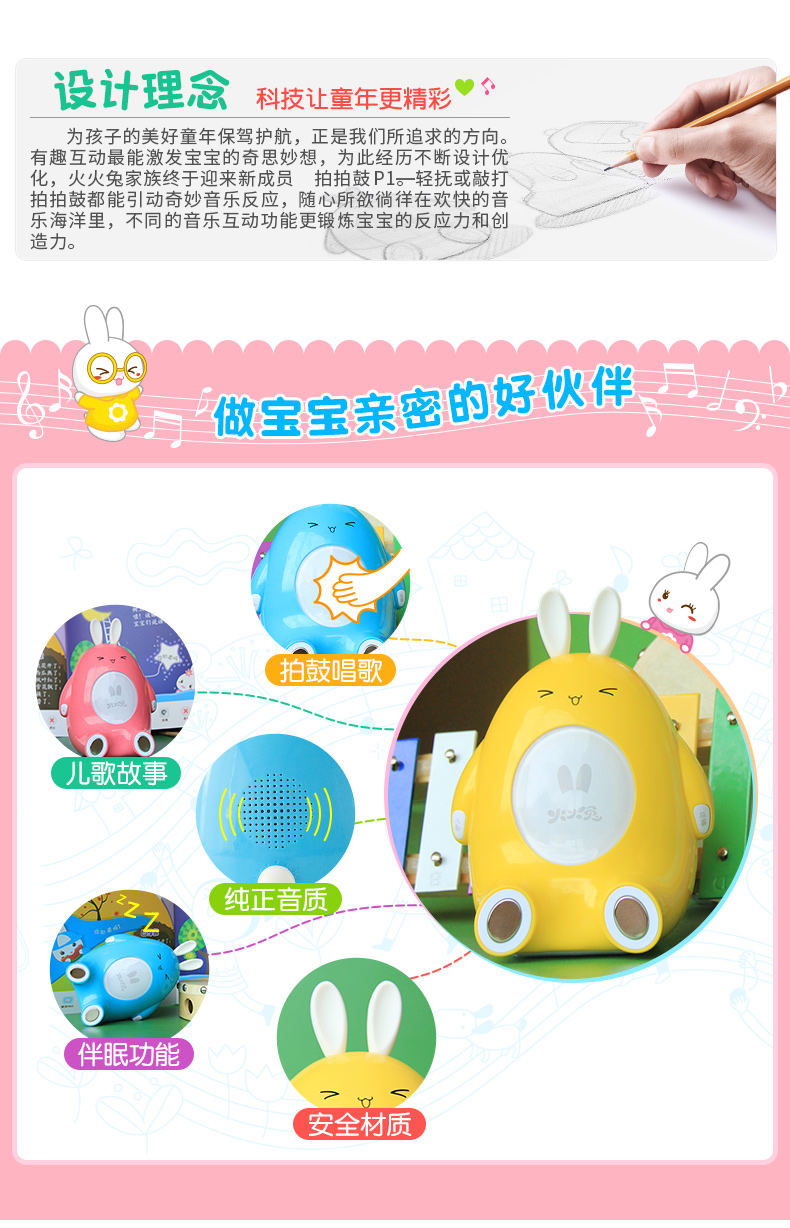 设计理念 科技让童年更精彩
为孩子的美好童年保驾护航，正是我们所追求的方向。
有趣互动最能激发宝宝的奇思妙想，为此经历不断设计优
化，火火兔家族终于迎来新成员 拍拍鼓P1。—轻抚或敲打
拍拍鼓都能引动奇妙音乐反应，随心所欲徜徉在欢快的音
乐海洋里，不同的音乐互动功能更锻炼宝宝的反应力和创
造力。
做宝宝亲密的好伙伴
拍鼓唱歌
儿歌故事
火火兔
纯正音质
zzZZ
伴眠功能
安全材质